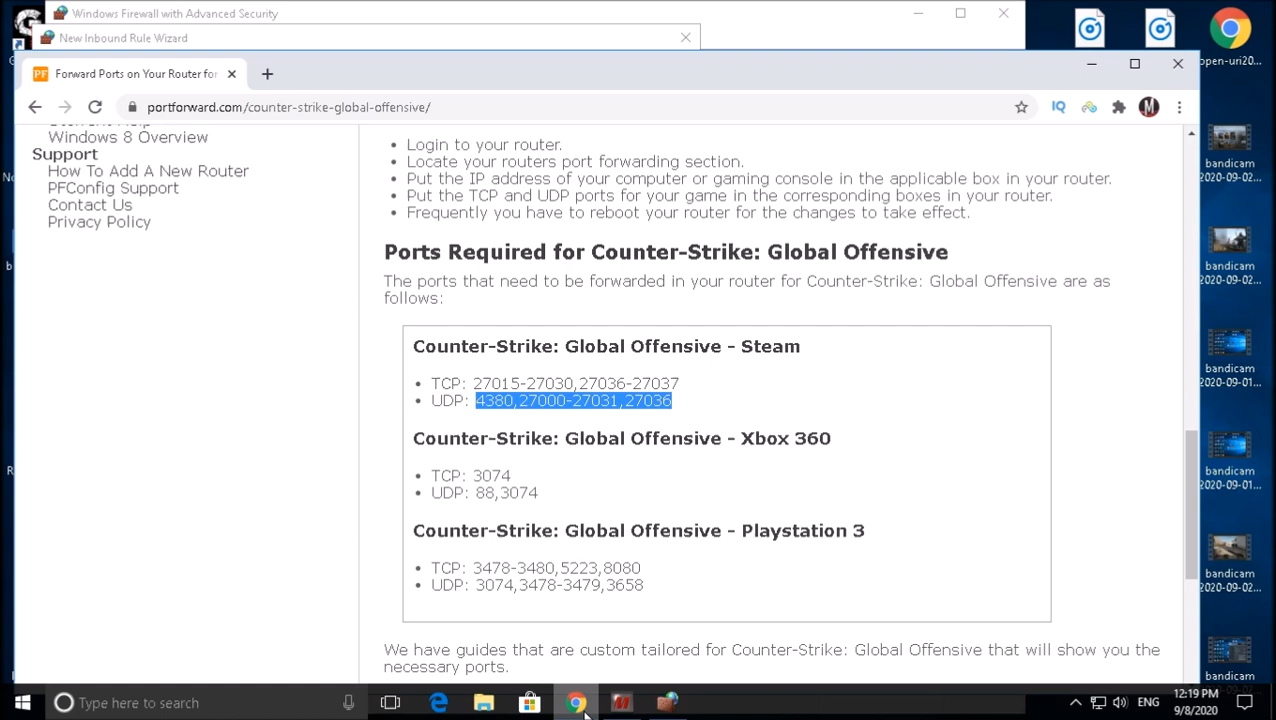 Windows Firewall with Advanced Security
New Inbound Rule Wizard
PF Forward Ports on Your Router for
portforward.com/counter-strike-global-offensive/
IQ
M
open-uri20...
Windows 8 Overview
Support
How To Add A New Router
PFConfig Support
Contact Us
Privacy Policy
Login to your router.
Locate your routers port forwarding section.
Put the IP address of your computer or gaming console in the applicable box in your router.
Put the TCP and UDP ports for your game in the corresponding boxes in your router.
Frequently you have to reboot your router for the changes to take effect.
Ports Required for Counter-Strike: Global Offensive
The ports that need to be forwarded in your router for Counter-Strike: Global Offensive are as
follows:
Counter-Strike: Global Offensive - Steam
TCP: 27015-27030,27036-27037
UDP: 4380,27000-27031,27036
Counter-Strike: Global Offensive - Xbox 360
TCP: 3074
UDP: 88,3074
Counter-Strike: Global Offensive - Playstation 3
TCP: 3478-3480,5223,8080
UDP: 3074,3478-3479,3658
We have guides that are custom tailored for Counter-Strike: Global Offensive that will show you the
necessary ports.
bandicam
2020-09-02...
bandicam
2020-09-02...
bandicam
2020-09-01...
bandicam
2020-09-01...
bandicam
2020-09-02...
bandicam
2020-09-02...
Type here to search
ENG
12:19 PM
9/8/2020